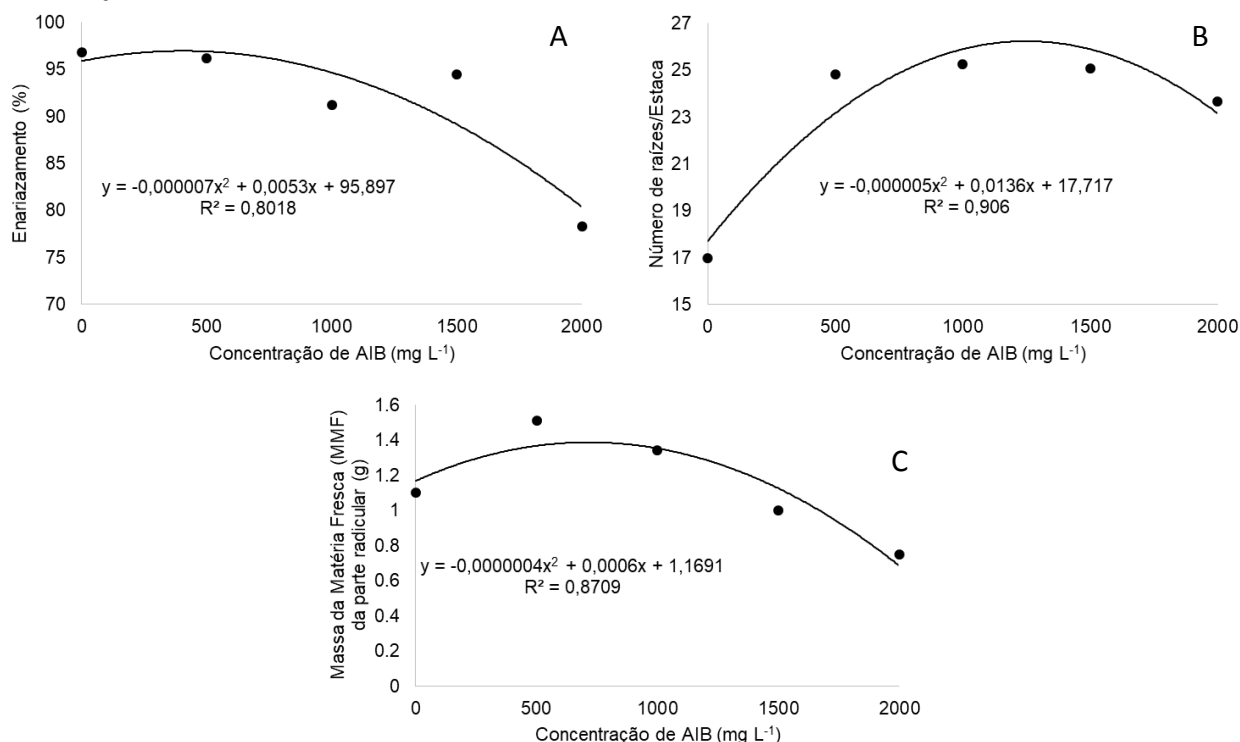 100
95
90
85
80
75
70
Enariazamento (%)
A
y = -0,000007x² + 0,0053x + 95,897
R² = 0,8018
0 500 1000 1500 2000
Concentração de AIB (mg L⁻¹)
27
25
23
21
19
17
15
Número de raízes/Estaca
B
y = -0,000005x² + 0,0136x + 17,717
R² = 0,906
0 500 1000 1500 2000
Concentração de AIB (mg L⁻¹)
1.6
1.4
1.2
1
0.8
0.6
0.4
0.2
0
Massa da Matéria Fresca (MMF)
da parte radicular (g)
C
y = -0,0000004x² + 0,0006x + 1,1691
R² = 0,8709
0 500 1000 1500 2000
Concentração de AIB (mg L⁻¹)